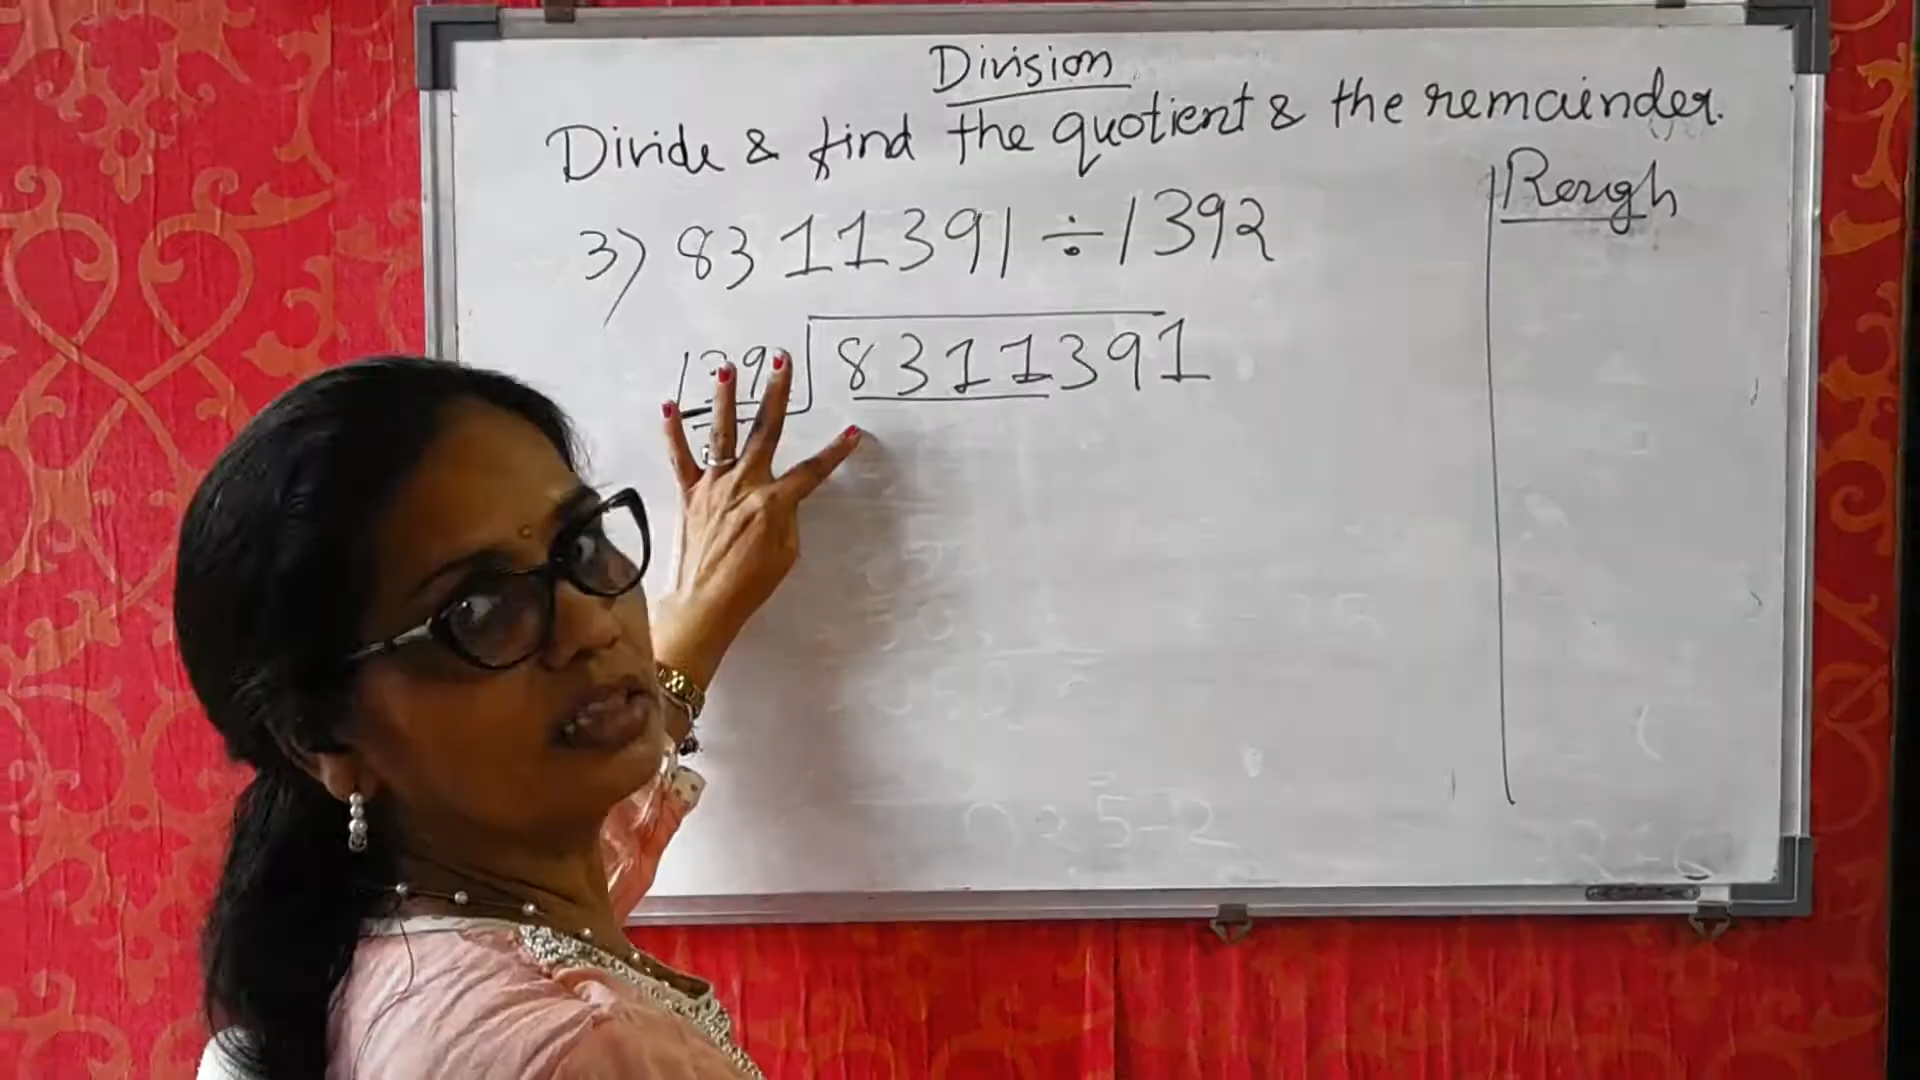 Division
Divide & find the quotient & the remainder.
Rough
3) 8311391 ÷ 1392
8311391